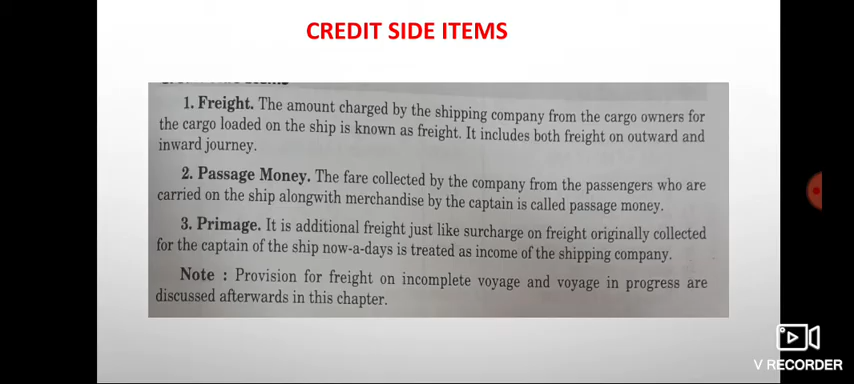 CREDIT SIDE ITEMS
1. Freight. The amount charged by the shipping company from the cargo owners for
the cargo loaded on the ship is known as freight. It includes both freight on outward and
inward journey.
2. Passage Money. The fare collected by the company from the passengers who are
carried on the ship alongwith merchandise by the captain is called passage money.
3. Primage. It is additional freight just like surcharge on freight originally collected
for the captain of the ship now-a-days is treated as income of the shipping company.
Note : Provision for freight on incomplete voyage and voyage in progress are
discussed afterwards in this chapter.
V RECORDER